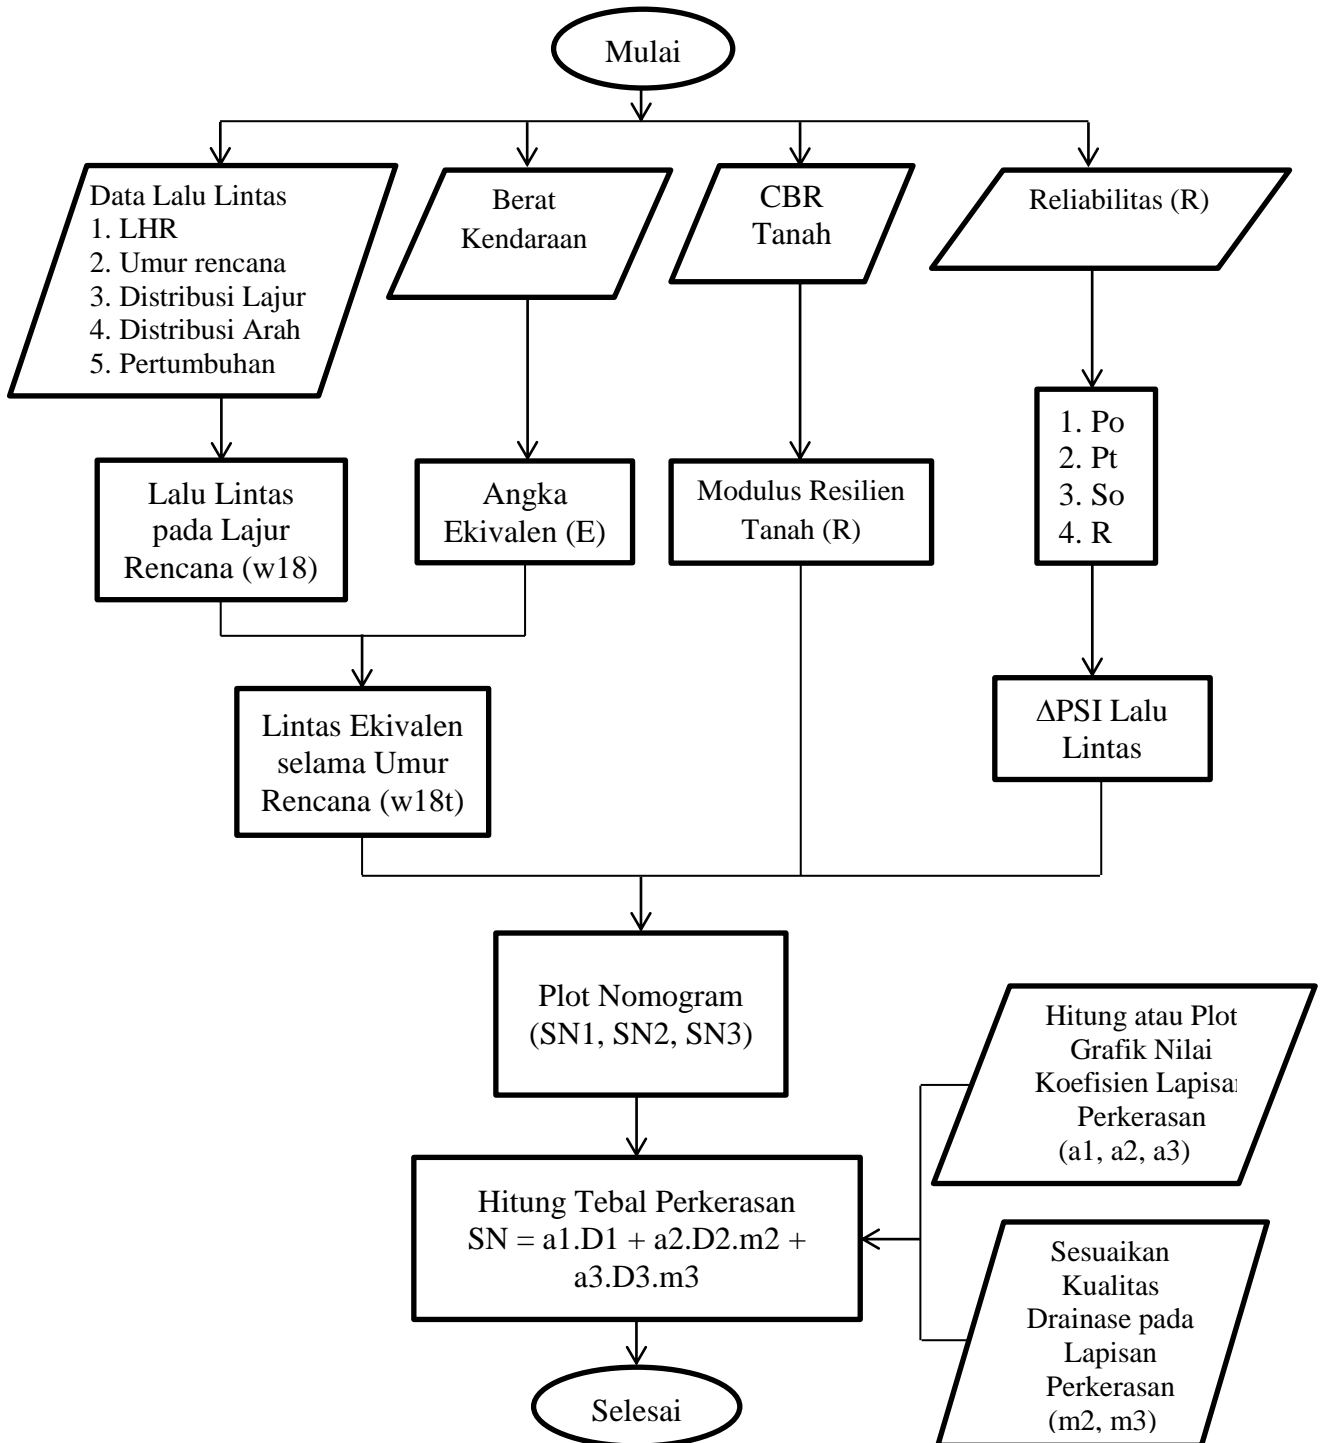 Mulai
Data Lalu Lintas
1. LHR
2. Umur rencana
3. Distribusi Lajur
4. Distribusi Arah
5. Pertumbuhan
Berat
Kendaraan
CBR
Tanah
Reliabilitas (R)
1. Po
2. Pt
3. So
4. R
Lalu Lintas
pada Lajur
Rencana (w18)
Angka
Ekivalen (E)
Modulus Resilien
Tanah (R)
Lintas Ekivalen
selama Umur
Rencana (w18t)
ΔPSI Lalu
Lintas
Plot Nomogram
(SN1, SN2, SN3)
Hitung atau Plot
Grafik Nilai
Koefisien Lapisan
Perkerasan
(a1, a2, a3)
Hitung Tebal Perkerasan
SN = a1.D1 + a2.D2.m2 +
a3.D3.m3
Sesuaikan
Kualitas
Drainase pada
Lapisan
Perkerasan
(m2, m3)
Selesai